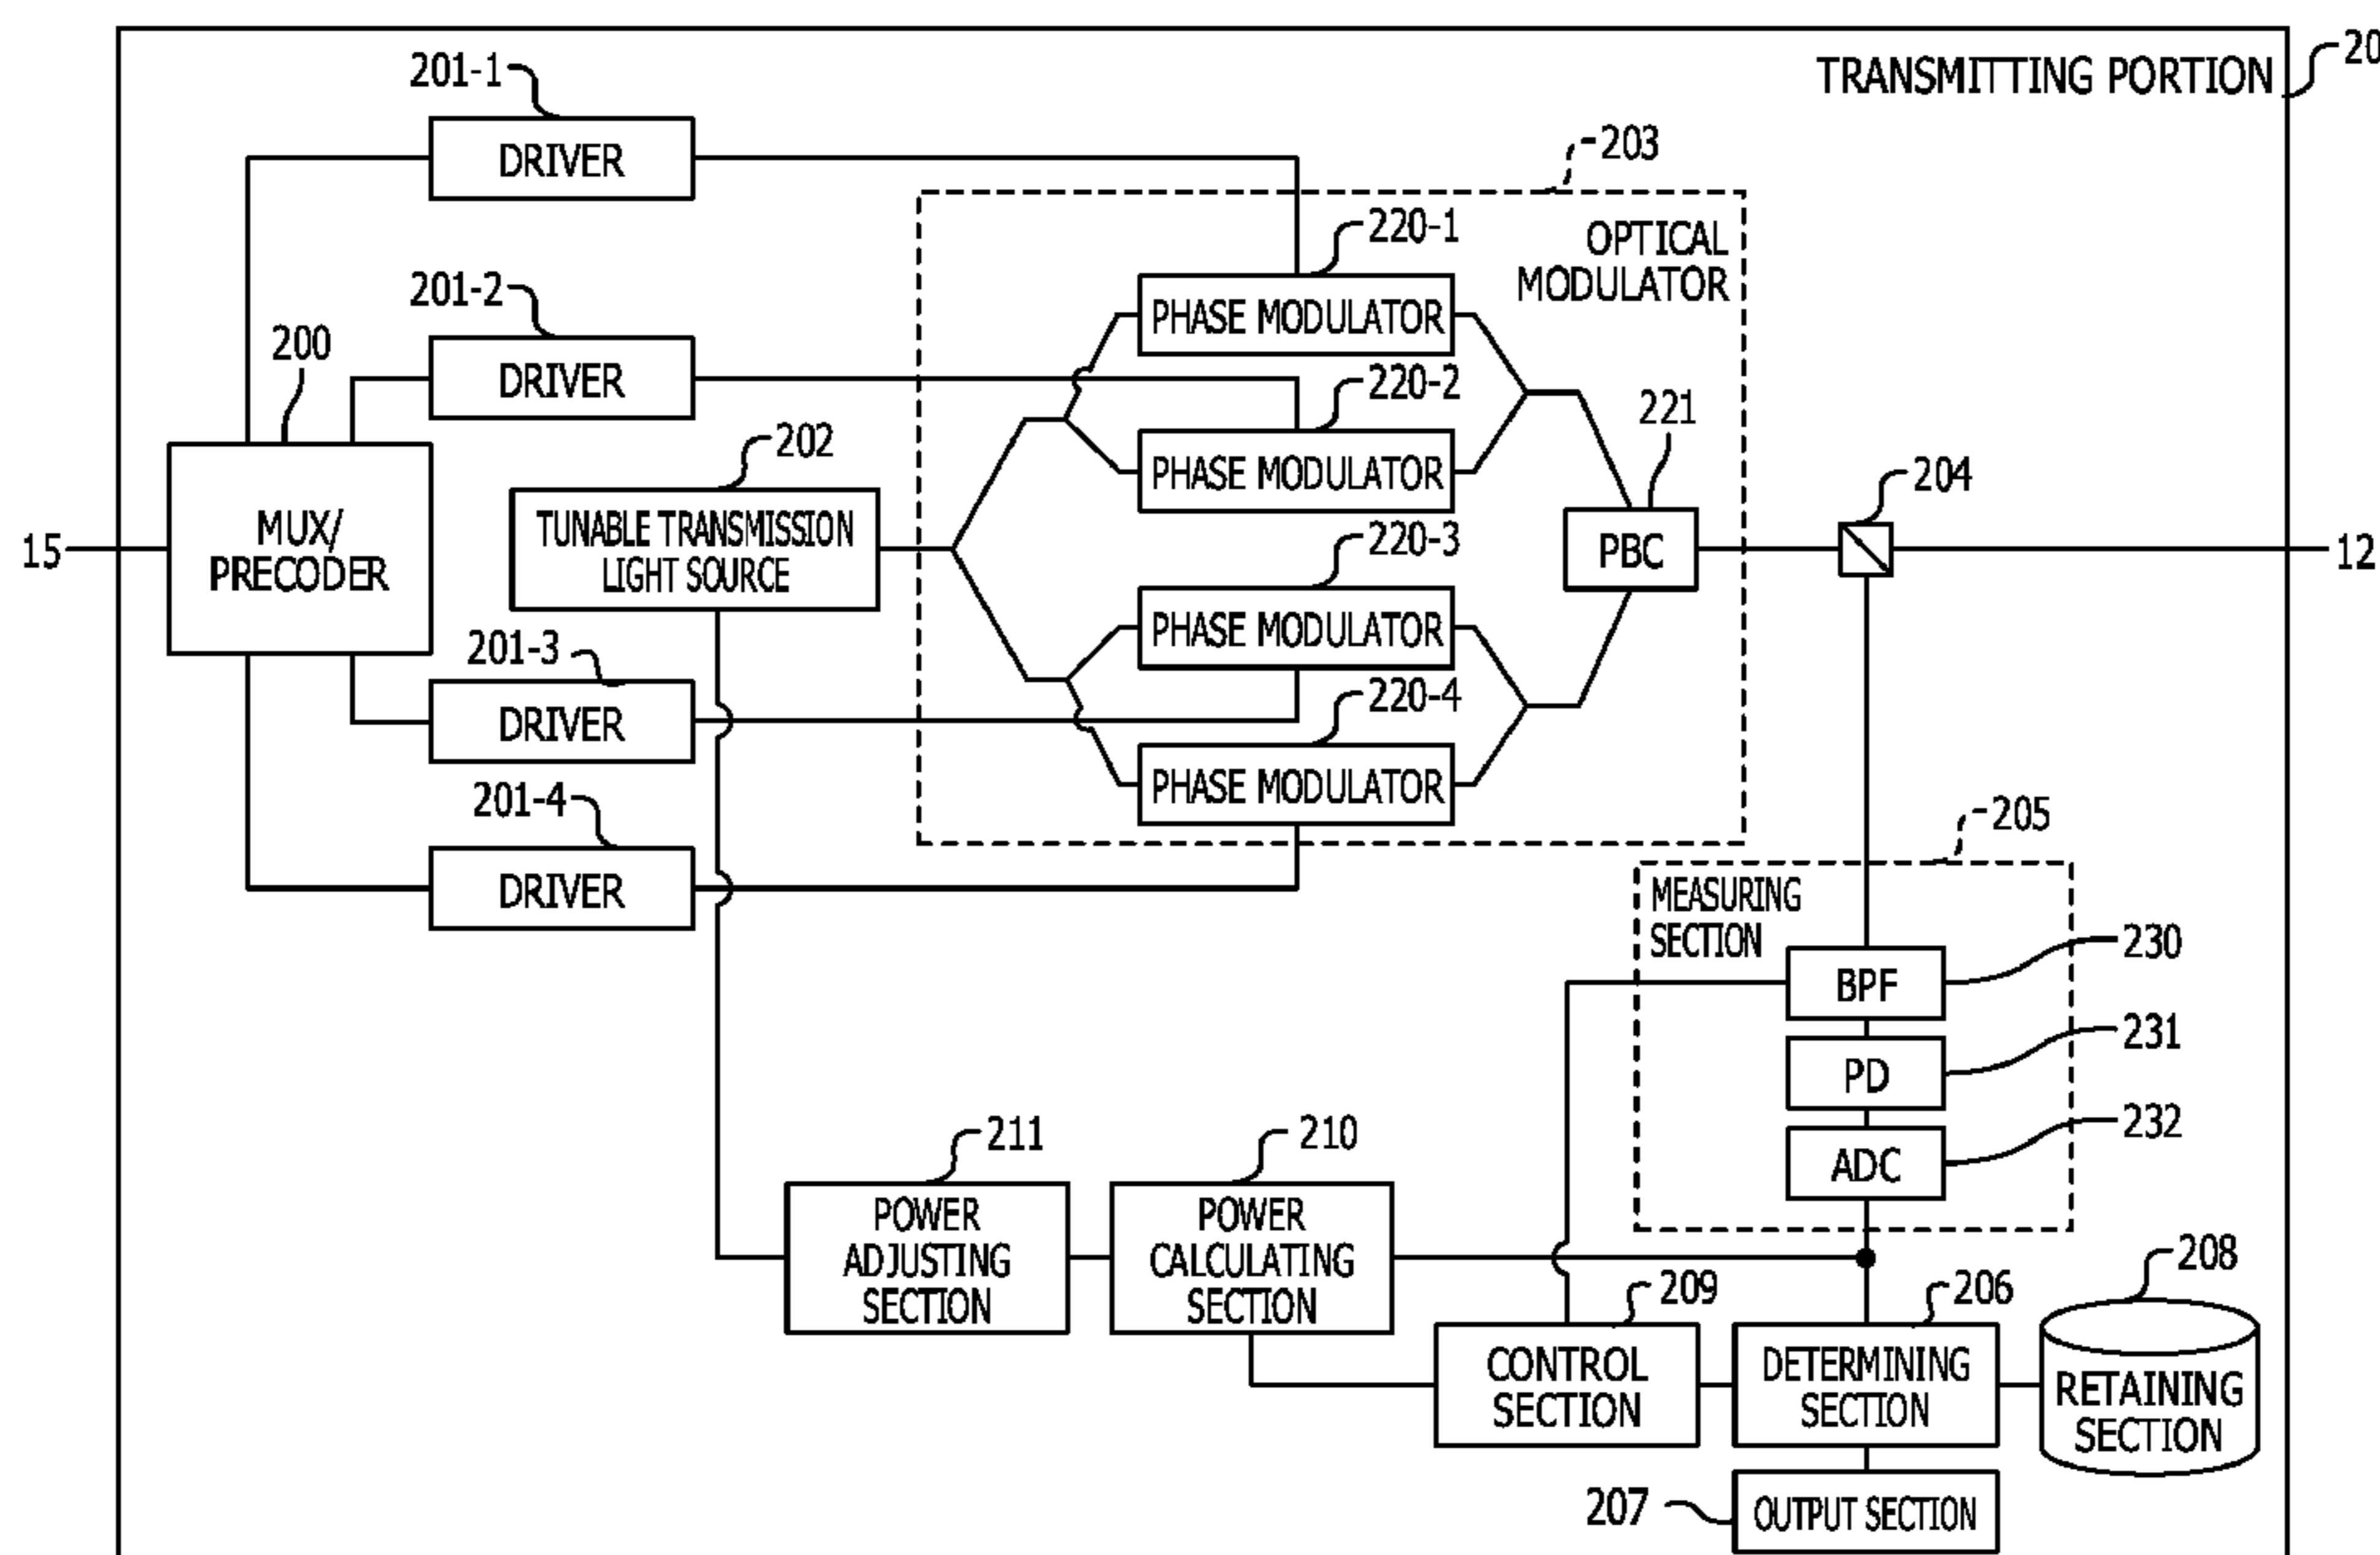 20
TRANSMITTING PORTION
201-1
DRIVER
203
OPTICAL
MODULATOR
220-1
PHASE MODULATOR
201-2
DRIVER
220-2
PHASE MODULATOR
200
MUX/
PRECODER
15
202
TUNABLE TRANSMISSION
LIGHT SOURCE
221
PBC
204
12
220-3
PHASE MODULATOR
201-3
DRIVER
220-4
PHASE MODULATOR
201-4
DRIVER
205
MEASURING
SECTION
230
BPF
231
PD
232
ADC
211
POWER
ADJUSTING
SECTION
210
POWER
CALCULATING
SECTION
209
CONTROL
SECTION
206
DETERMINING
SECTION
208
RETAINING
SECTION
207
OUTPUT SECTION